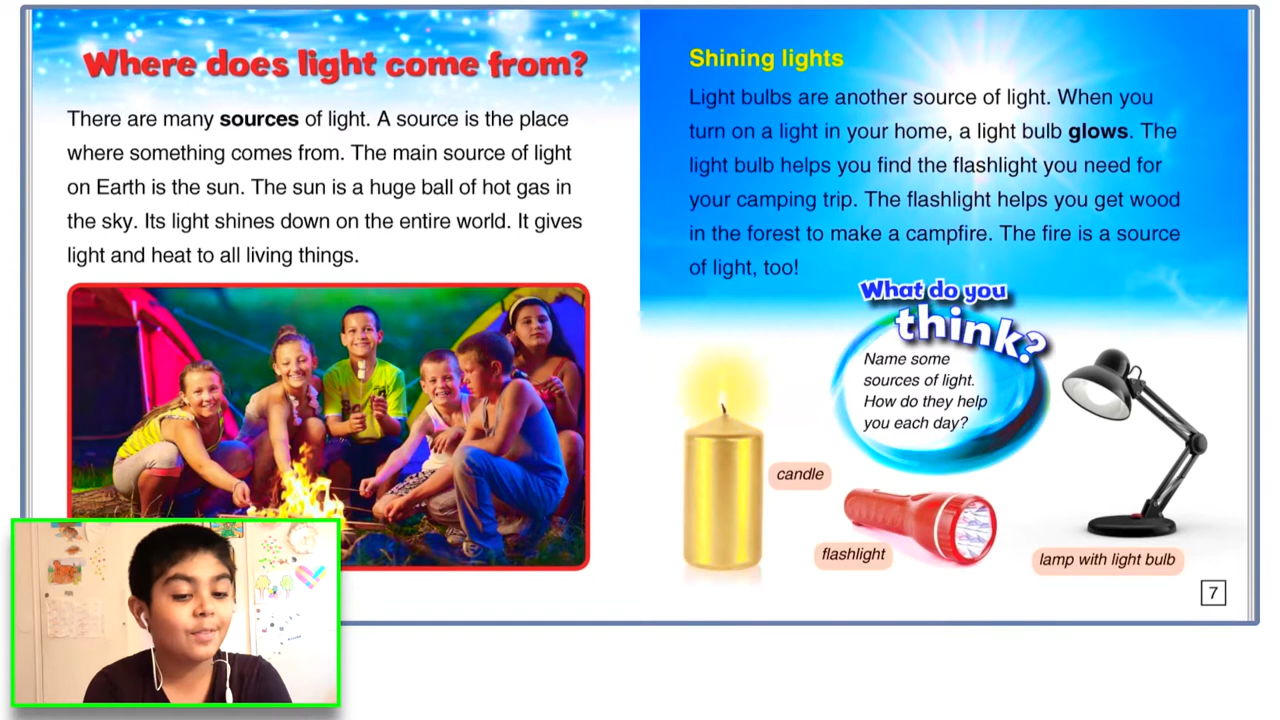 Where does light come from?
There are many sources of light. A source is the place
where something comes from. The main source of light
on Earth is the sun. The sun is a huge ball of hot gas in
the sky. Its light shines down on the entire world. It gives
light and heat to all living things.
Shining lights
Light bulbs are another source of light. When you
turn on a light in your home, a light bulb glows. The
light bulb helps you find the flashlight you need for
your camping trip. The flashlight helps you get wood
in the forest to make a campfire. The fire is a source
of light, too!
What do you
think?
Name some
sources of light.
How do they help
you each day?
candle
flashlight
lamp with light bulb
7